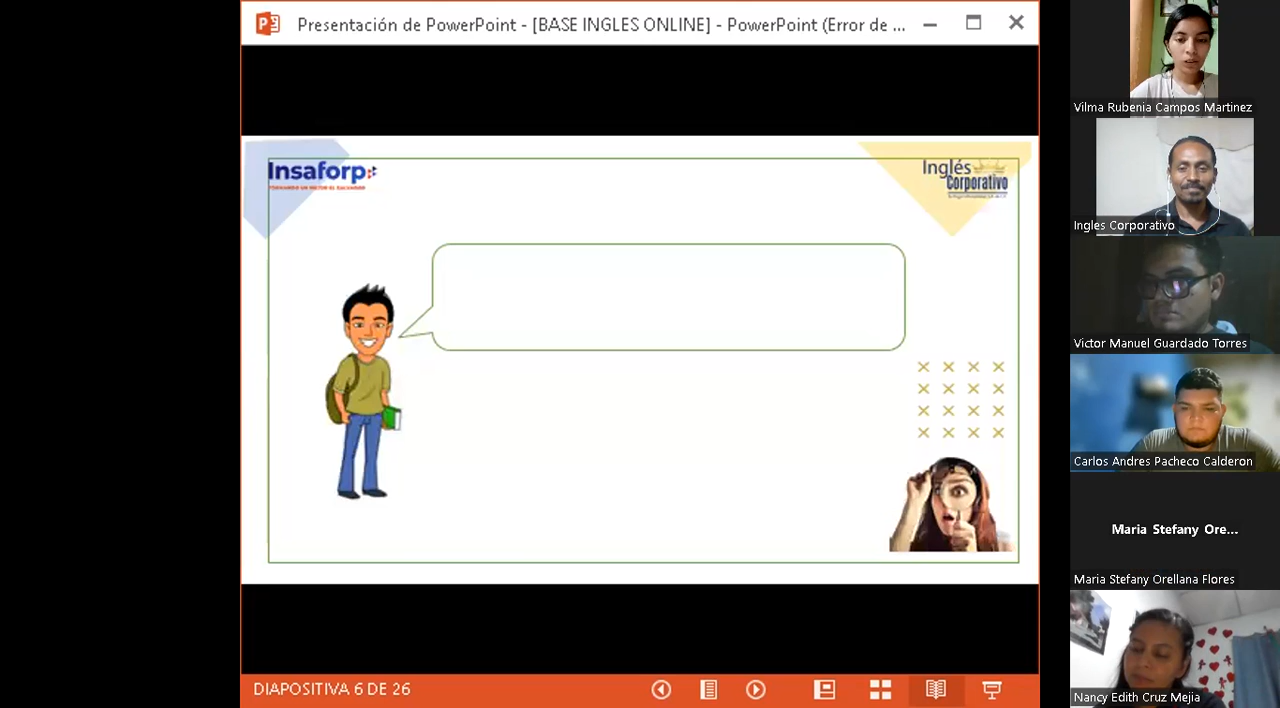 Presentación de PowerPoint - [BASE INGLES ONLINE] - PowerPoint (Error de ...
Insaforp
Inglés
Corporativo
DIAPOSITIVA 6 DE 26
Vilma Rubenia Campos Martinez
Ingles Corporativo
Victor Manuel Guardado Torres
Carlos Andres Pacheco Calderon
Maria Stefany Ore...
Maria Stefany Orellana Flores
Nancy Edith Cruz Mejia